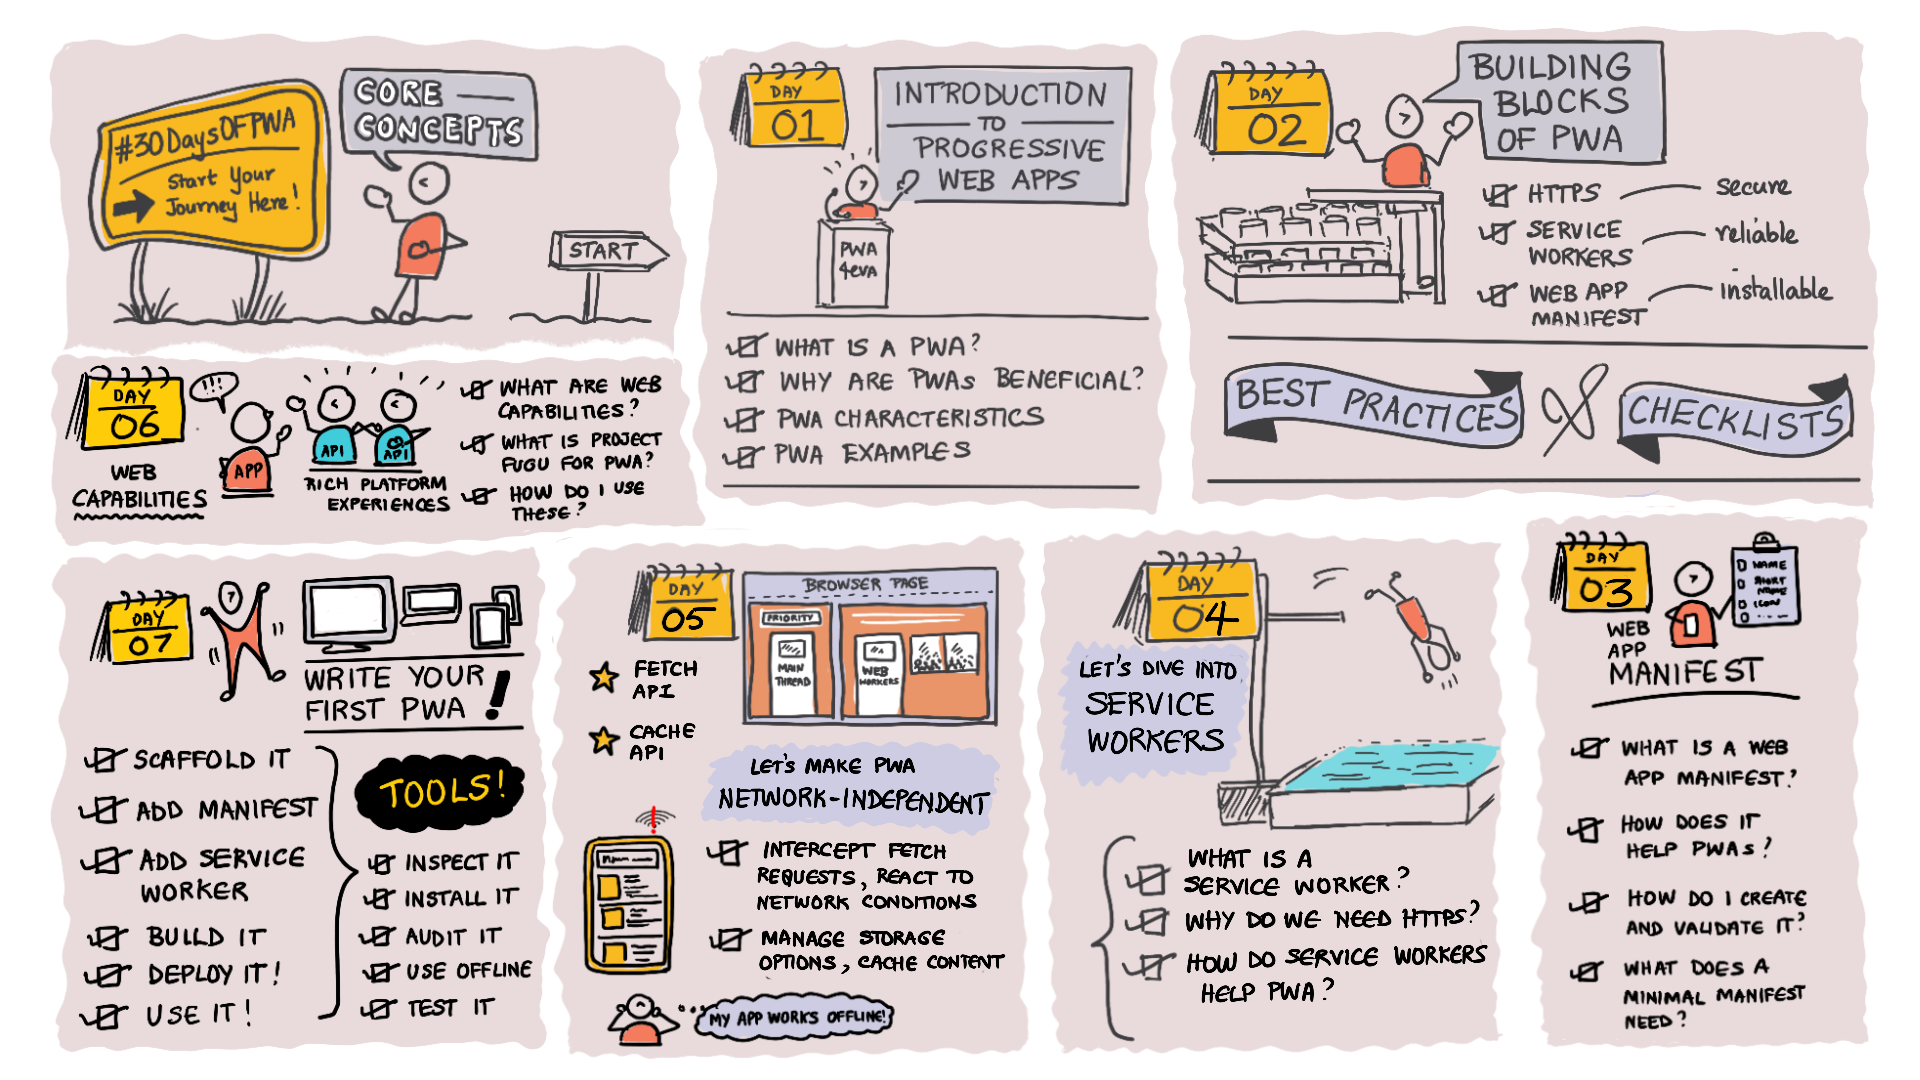 #30DaysOFPWA
Start Your
Journey Here!
CORE
CONCEPTS
START
DAY
01
INTRODUCTION
TO
PROGRESSIVE
WEB APPS
PWA
4eva
WHAT IS A PWA?
WHY ARE PWAs BENEFICIAL?
PWA CHARACTERISTICS
PWA EXAMPLES
DAY
02
BUILDING
BLOCKS
OF PWA
HTTPS secure
SERVICE
WORKERS reliable
WEB APP
MANIFEST installable
BEST PRACTICES & CHECKLISTS
DAY
03
NAME
SHORT
NAME
ICON
WEB
APP
MANIFEST
WHAT IS A WEB
APP MANIFEST?
HOW DOES IT
HELP PWAs?
HOW DO I CREATE
AND VALIDATE IT?
WHAT DOES A
MINIMAL MANIFEST
NEED?
DAY
04
LET'S DIVE INTO
SERVICE
WORKERS
WHAT IS A
SERVICE WORKER?
WHY DO WE NEED HTTPS?
HOW DO SERVICE WORKERS
HELP PWA?
DAY
05
BROWSER PAGE
PRIORITY
MAIN
THREAD
WEB
WORKERS
FETCH
API
CACHE
API
LET'S MAKE PWA
NETWORK-INDEPENDENT
!
INTERCEPT FETCH
REQUESTS, REACT TO
NETWORK CONDITIONS
MANAGE STORAGE
OPTIONS, CACHE CONTENT
MY APP WORKS OFFLINE!
DAY
06
!!!
WEB
CAPABILITIES
APP
API
API
RICH PLATFORM
EXPERIENCES
WHAT ARE WEB
CAPABILITIES?
WHAT IS PROJECT
FUGU FOR PWA?
HOW DO I USE
THESE?
DAY
07
WRITE YOUR
FIRST PWA!
SCAFFOLD IT
ADD MANIFEST
ADD SERVICE
WORKER
BUILD IT
DEPLOY IT!
USE IT!
TOOLS!
INSPECT IT
INSTALL IT
AUDIT IT
USE OFFLINE
TEST IT